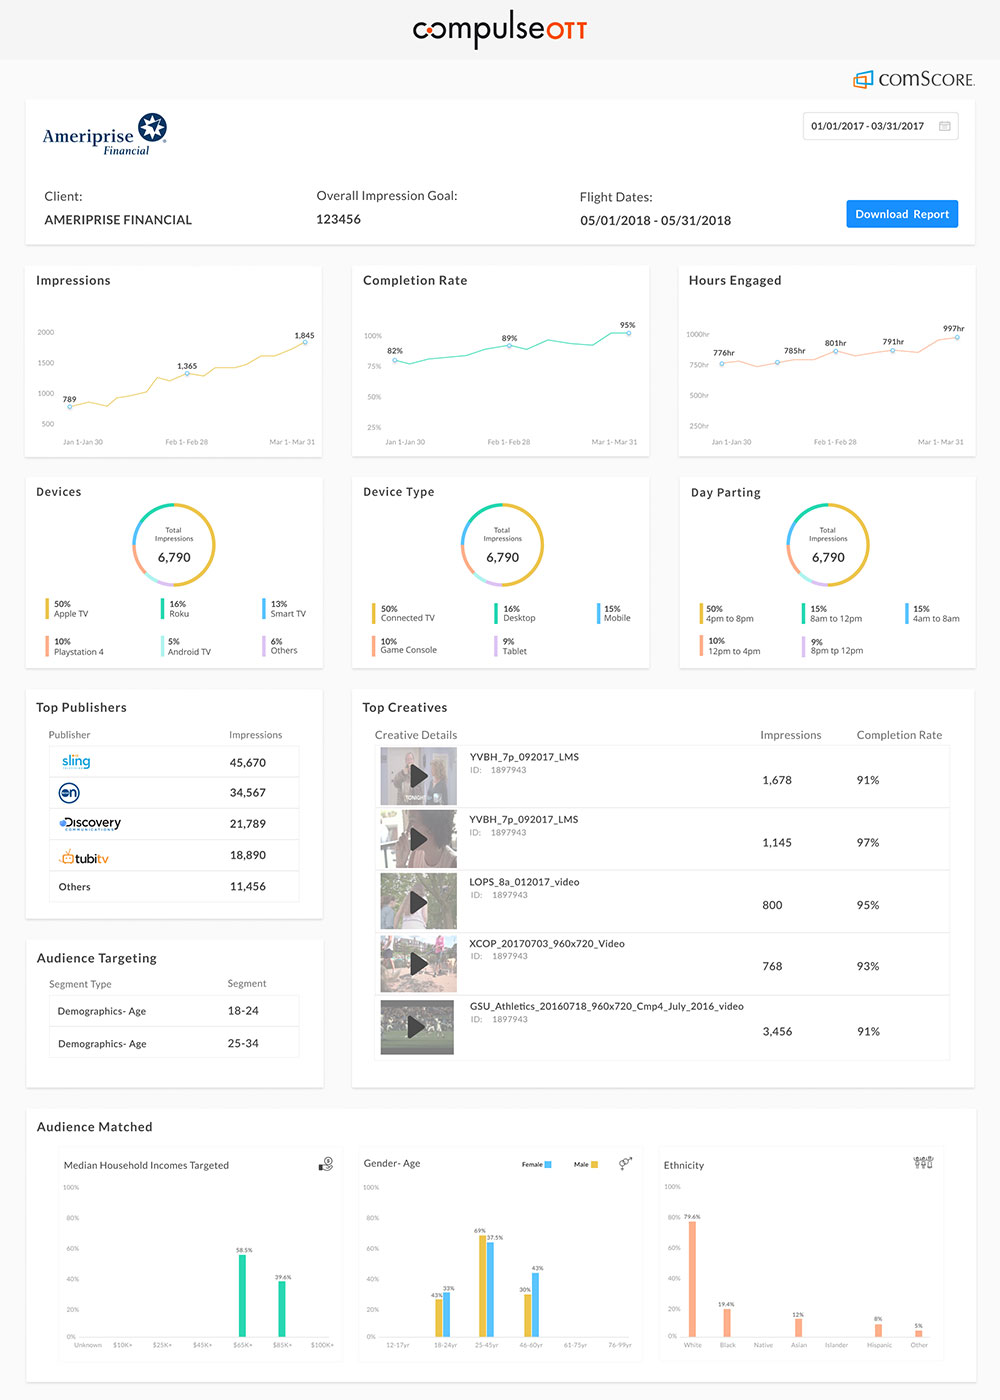 compulseOTT
comScore.
Ameriprise
Financial
01/01/2017 - 03/31/2017
Client:
AMERIPRISE FINANCIAL
Overall Impression Goal:
123456
Flight Dates:
05/01/2018 - 05/31/2018
Download Report
Impressions
2000
1500
1000
500
789
1,365
1,845
Jan 1-Jan 30
Feb 1- Feb 28
Mar 1- Mar 31
Completion Rate
100%
75%
50%
25%
82%
89%
95%
Jan 1-Jan 30
Feb 1- Feb 28
Mar 1- Mar 31
Hours Engaged
1000hr
750hr
500hr
250hr
776hr
785hr
801hr
791hr
997hr
Jan 1-Jan 30
Feb 1- Feb 28
Mar 1- Mar 31
Devices
Total
Impressions
6,790
50%
Apple TV
16%
Roku
13%
Smart TV
10%
Playstation 4
5%
Android TV
6%
Others
Device Type
Total
Impressions
6,790
50%
Connected TV
16%
Desktop
15%
Mobile
10%
Game Console
9%
Tablet
Day Parting
Total
Impressions
6,790
50%
4pm to 8pm
15%
8am to 12pm
15%
4am to 8am
10%
12pm to 4pm
9%
8pm tp 12pm
Top Publishers
Publisher Impressions
sling 45,670
on 34,567
Discovery
COMMUNICATIONS
21,789
tubitv 18,890
Others 11,456
Audience Targeting
Segment Type Segment
Demographics- Age 18-24
Demographics- Age 25-34
Top Creatives
Creative Details Impressions Completion Rate
YVBH_7p_092017_LMS
ID: 1897943
1,678 91%
YVBH_7p_092017_LMS
ID: 1897943
1,145 97%
LOPS_8a_012017_video
ID: 1897943
800 95%
XCOP_20170703_960x720_Video
ID: 1897943
768 93%
GSU_Athletics_20160718_960x720_Cmp4_July_2016_video
ID: 1897943
3,456 91%
Audience Matched
Median Household Incomes Targeted
100%
80%
60%
40%
20%
0%
58.5%
39.6%
Unknown $10K+ $25K+ $45K+ $65K+ $85K+ $100K+
Gender- Age
Female
Male
100%
80%
60%
40%
20%
0%
43%
33%
69%
37.5%
30%
43%
12-17yr 18-24yr 25-45yr 46-60yr 61-75yr 76-99yr
Ethnicity
100%
80%
60%
40%
20%
0%
79.6%
19.4%
12%
8%
5%
White Black Native Asian Islander Hispanic Other